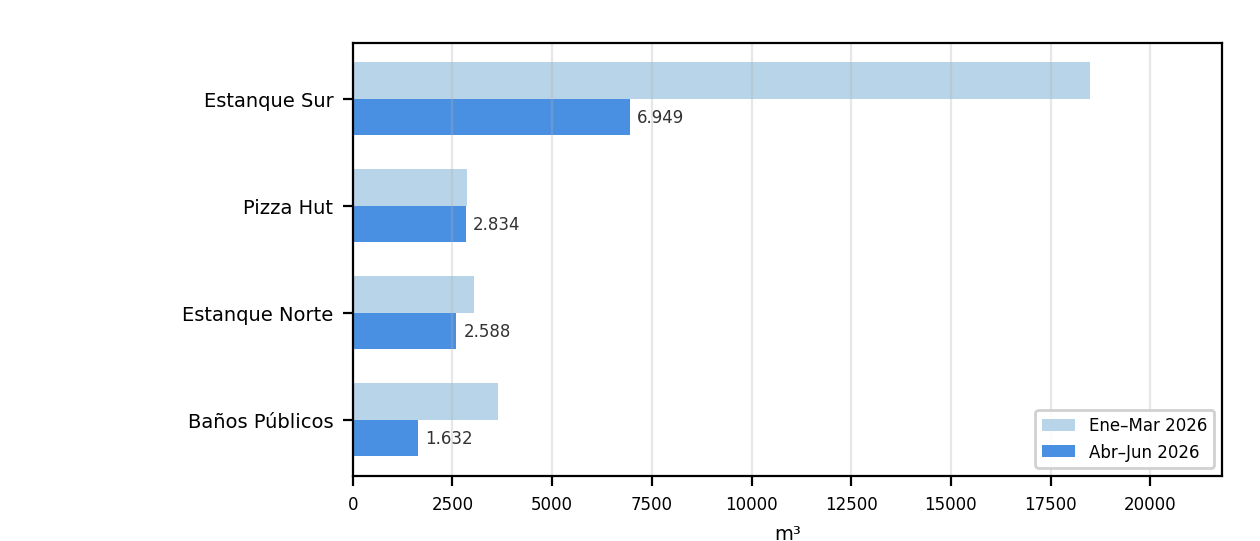 Estanque Sur
6.949
Pizza Hut
2.834
Estanque Norte
2.588
Baños Públicos
1.632
Ene–Mar 2026
Abr–Jun 2026
0 2500 5000 7500 10000 12500 15000 17500 20000
m³